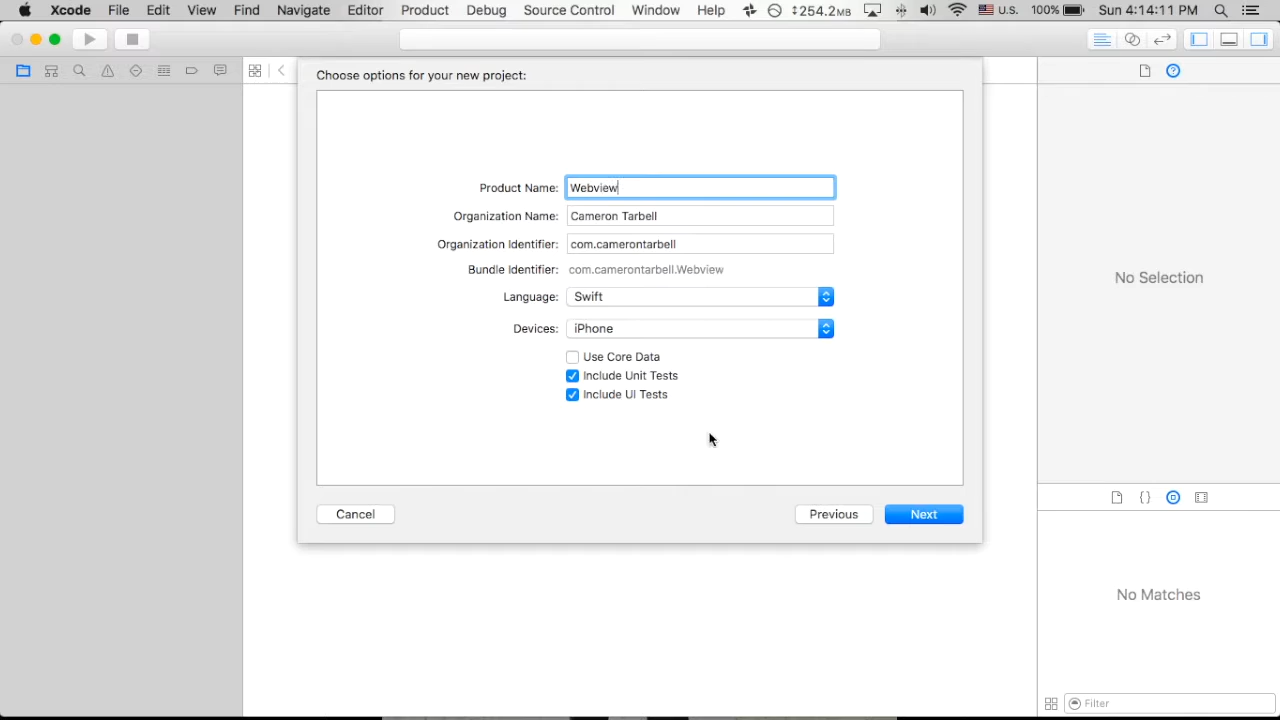 Xcode File Edit View Find Navigate Editor Product Debug Source Control Window Help 254.2MB U.S. 100% Sun 4:14:11 PM
Choose options for your new project:
Product Name: Webview
Organization Name: Cameron Tarbell
Organization Identifier: com.camerontarbell
Bundle Identifier: com.camerontarbell.Webview
No Selection
Language: Swift
Devices: iPhone
Use Core Data
Include Unit Tests
Include UI Tests
Cancel Previous Next
No Matches
Filter